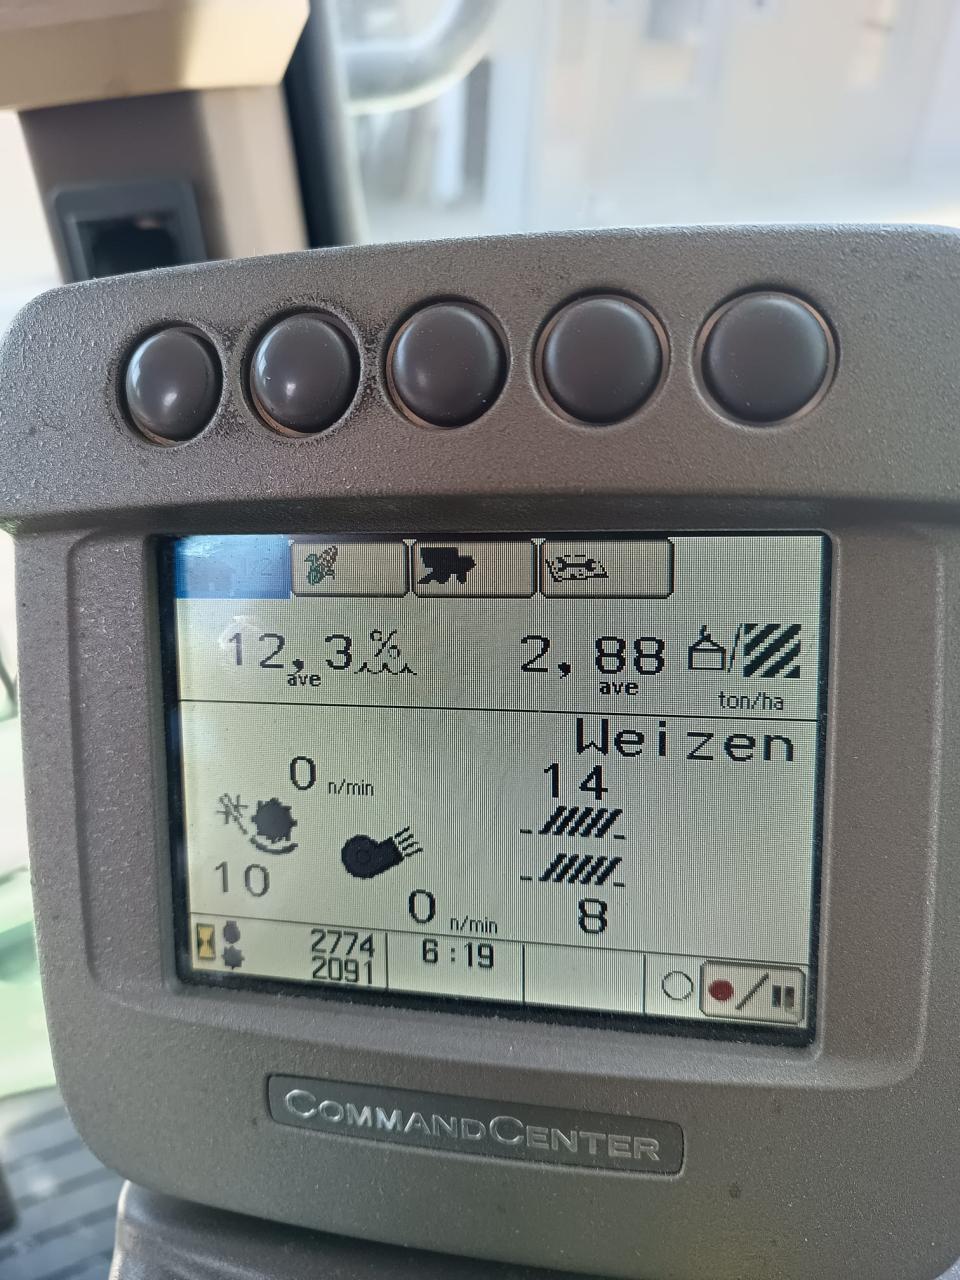 12,3%
ave
2,88
ave
ton/ha
Weizen
0 n/min
14
10
0 n/min
8
2774
2091
6:19
COMMANDCENTER